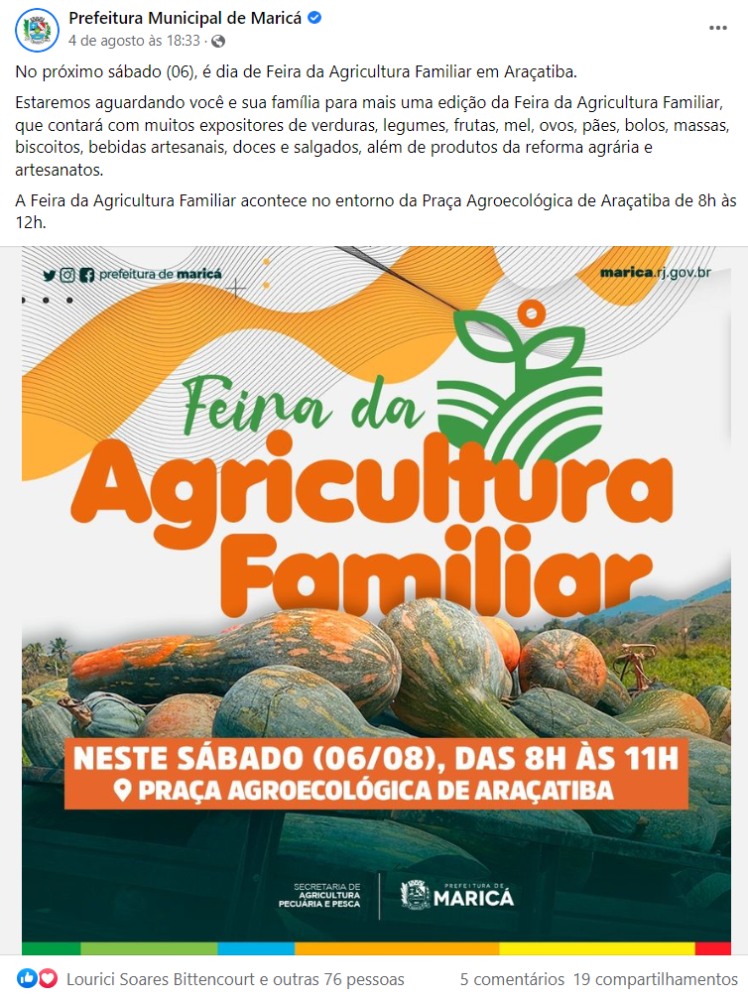 Prefeitura Municipal de Maricá
4 de agosto às 18:33 ·
No próximo sábado (06), é dia de Feira da Agricultura Familiar em Araçatiba.
Estaremos aguardando você e sua família para mais uma edição da Feira da Agricultura Familiar,
que contará com muitos expositores de verduras, legumes, frutas, mel, ovos, pães, bolos, massas,
biscoitos, bebidas artesanais, doces e salgados, além de produtos da reforma agrária e
artesanatos.
A Feira da Agricultura Familiar acontece no entorno da Praça Agroecológica de Araçatiba de 8h às
12h.
prefeitura de maricá
marica.rj.gov.br
Feira da
Agricultura
Familiar
NESTE SÁBADO (06/08), DAS 8H ÀS 11H
PRAÇA AGROECOLÓGICA DE ARAÇATIBA
SECRETARIA DE
AGRICULTURA
PECUÁRIA E PESCA
PREFEITURA DE
MARICÁ
Lourici Soares Bittencourt e outras 76 pessoas
5 comentários 19 compartilhamentos